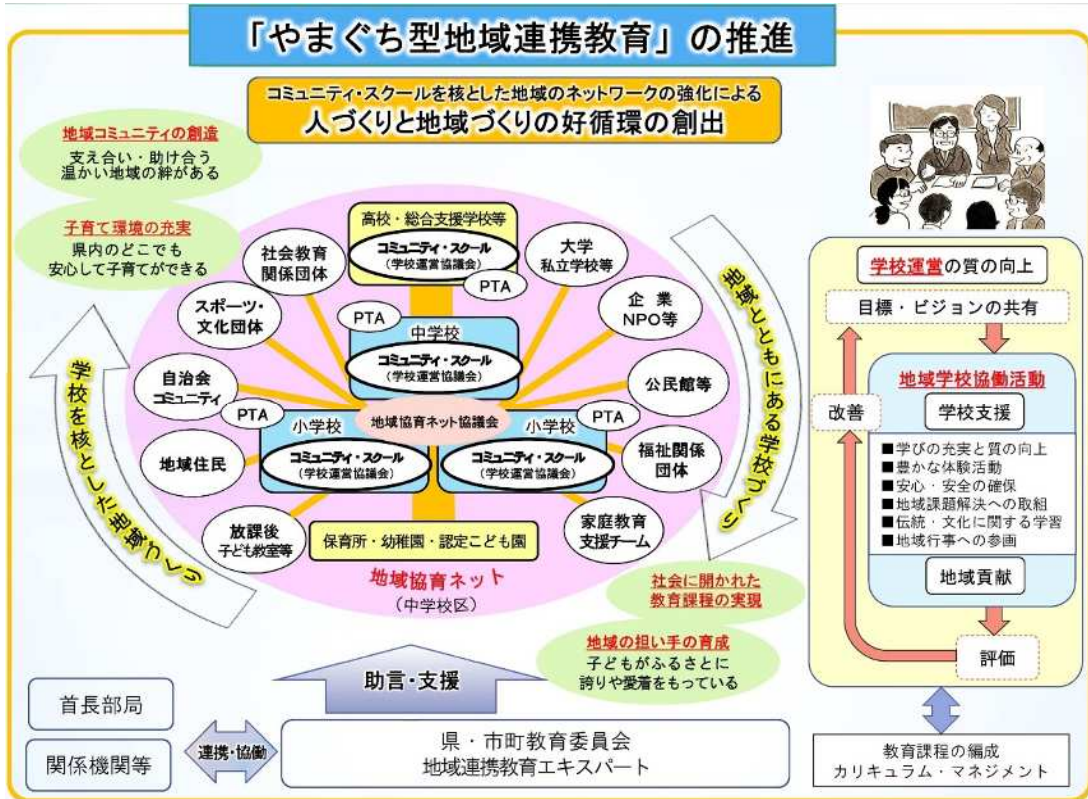 「やまぐち型地域連携教育」の推進
コミュニティ・スクールを核とした地域のネットワークの強化による
人づくりと地域づくりの好循環の創出
地域コミュニティの創造
支え合い・助け合う
温かい地域の絆がある
子育て環境の充実
県内のどこでも
安心して子育てができる
学校を核とした地域づくり
高校・総合支援学校等
コミュニティ・スクール
(学校運営協議会)
PTA
社会教育
関係団体
大学
私立学校等
スポーツ・
文化団体
企業
NPO等
PTA
中学校
コミュニティ・スクール
(学校運営協議会)
自治会
コミュニティ
公民館等
地域協育ネット協議会
PTA
小学校
コミュニティ・スクール
(学校運営協議会)
小学校
PTA
コミュニティ・スクール
(学校運営協議会)
地域住民
福祉関係
団体
放課後
子ども教室等
保育所・幼稚園・認定こども園
家庭教育
支援チーム
地域協育ネット
(中学校区)
地域とともにある学校づくり
社会に開かれた
教育課程の実現
地域の担い手の育成
子どもがふるさとに
誇りや愛着をもっている
学校運営の質の向上
目標・ビジョンの共有
地域学校協働活動
学校支援
■学びの充実と質の向上
■豊かな体験活動
■安心・安全の確保
■地域課題解決への取組
■伝統・文化に関する学習
■地域行事への参画
地域貢献
評価
改善
教育課程の編成
カリキュラム・マネジメント
助言・支援
首長部局
関係機関等
連携・協働
県・市町教育委員会
地域連携教育エキスパート